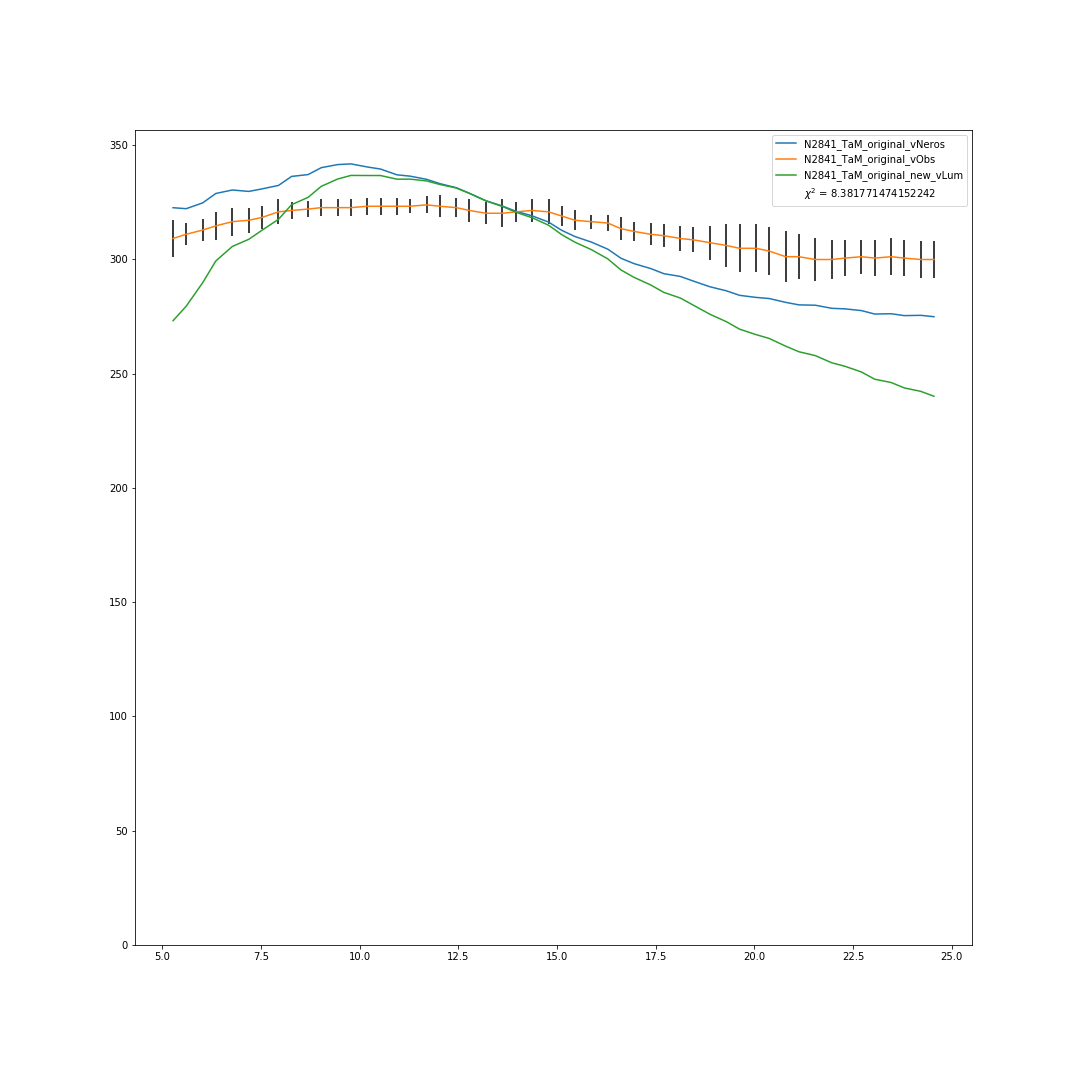 N2841_TaM_original_vNeros
N2841_TaM_original_vObs
N2841_TaM_original_new_vLum
χ² = 8.381771474152242
350
300
250
200
150
100
50
0
5.0 7.5 10.0 12.5 15.0 17.5 20.0 22.5 25.0